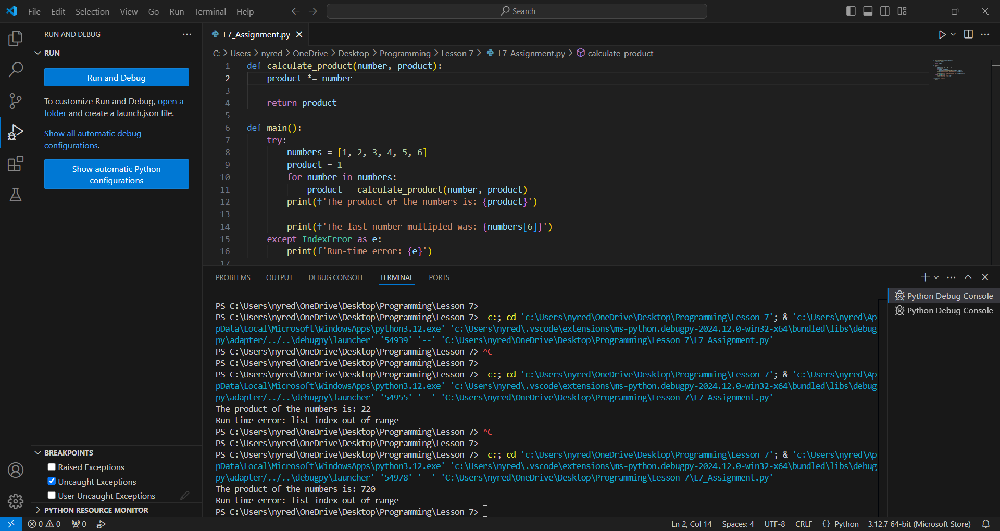 File Edit Selection View Go Run Terminal Help
Search
RUN AND DEBUG
RUN
Run and Debug
To customize Run and Debug, open a
folder and create a launch.json file.
Show all automatic debug
configurations.
Show automatic Python
configurations
BREAKPOINTS
Raised Exceptions
Uncaught Exceptions
User Uncaught Exceptions
PYTHON RESOURCE MONITOR
L7_Assignment.py
C: > Users > nyred > OneDrive > Desktop > Programming > Lesson 7 > L7_Assignment.py > calculate_product
1 def calculate_product(number, product):
2 product *= number
3
4 return product
5
6 def main():
7 try:
8 numbers = [1, 2, 3, 4, 5, 6]
9 product = 1
10 for number in numbers:
11 product = calculate_product(number, product)
12 print(f'The product of the numbers is: {product}')
13
14 print(f'The last number multipled was: {numbers[6]}')
15 except IndexError as e:
16 print(f'Run-time error: {e}')
17
PROBLEMS OUTPUT DEBUG CONSOLE TERMINAL PORTS
PS C:\Users\nyred\OneDrive\Desktop\Programming\Lesson 7>
PS C:\Users\nyred\OneDrive\Desktop\Programming\Lesson 7>  c:; cd 'c:\Users\nyred\OneDrive\Desktop\Programming\Lesson 7'; & 'c:\Users\nyred\Ap
pData\Local\Microsoft\WindowsApps\python3.12.exe' 'c:\Users\nyred\.vscode\extensions\ms-python.debugpy-2024.12.0-win32-x64\bundled\libs\debug
py\adapter/../..\debugpy\launcher' '54939' '--' 'C:\Users\nyred\OneDrive\Desktop\Programming\Lesson 7\L7_Assignment.py'
PS C:\Users\nyred\OneDrive\Desktop\Programming\Lesson 7> ^C
PS C:\Users\nyred\OneDrive\Desktop\Programming\Lesson 7>
PS C:\Users\nyred\OneDrive\Desktop\Programming\Lesson 7>  c:; cd 'c:\Users\nyred\OneDrive\Desktop\Programming\Lesson 7'; & 'c:\Users\nyred\Ap
pData\Local\Microsoft\WindowsApps\python3.12.exe' 'c:\Users\nyred\.vscode\extensions\ms-python.debugpy-2024.12.0-win32-x64\bundled\libs\debug
py\adapter/../..\debugpy\launcher' '54955' '--' 'C:\Users\nyred\OneDrive\Desktop\Programming\Lesson 7\L7_Assignment.py'
The product of the numbers is: 22
Run-time error: list index out of range
PS C:\Users\nyred\OneDrive\Desktop\Programming\Lesson 7> ^C
PS C:\Users\nyred\OneDrive\Desktop\Programming\Lesson 7>
PS C:\Users\nyred\OneDrive\Desktop\Programming\Lesson 7>  c:; cd 'c:\Users\nyred\OneDrive\Desktop\Programming\Lesson 7'; & 'c:\Users\nyred\Ap
pData\Local\Microsoft\WindowsApps\python3.12.exe' 'c:\Users\nyred\.vscode\extensions\ms-python.debugpy-2024.12.0-win32-x64\bundled\libs\debug
py\adapter/../..\debugpy\launcher' '54978' '--' 'C:\Users\nyred\OneDrive\Desktop\Programming\Lesson 7\L7_Assignment.py'
The product of the numbers is: 720
Run-time error: list index out of range
PS C:\Users\nyred\OneDrive\Desktop\Programming\Lesson 7>
Python Debug Console
Python Debug Console
0 0 0 Ln 2, Col 14 Spaces: 4 UTF-8 CRLF {} Python 3.12.7 64-bit (Microsoft Store)